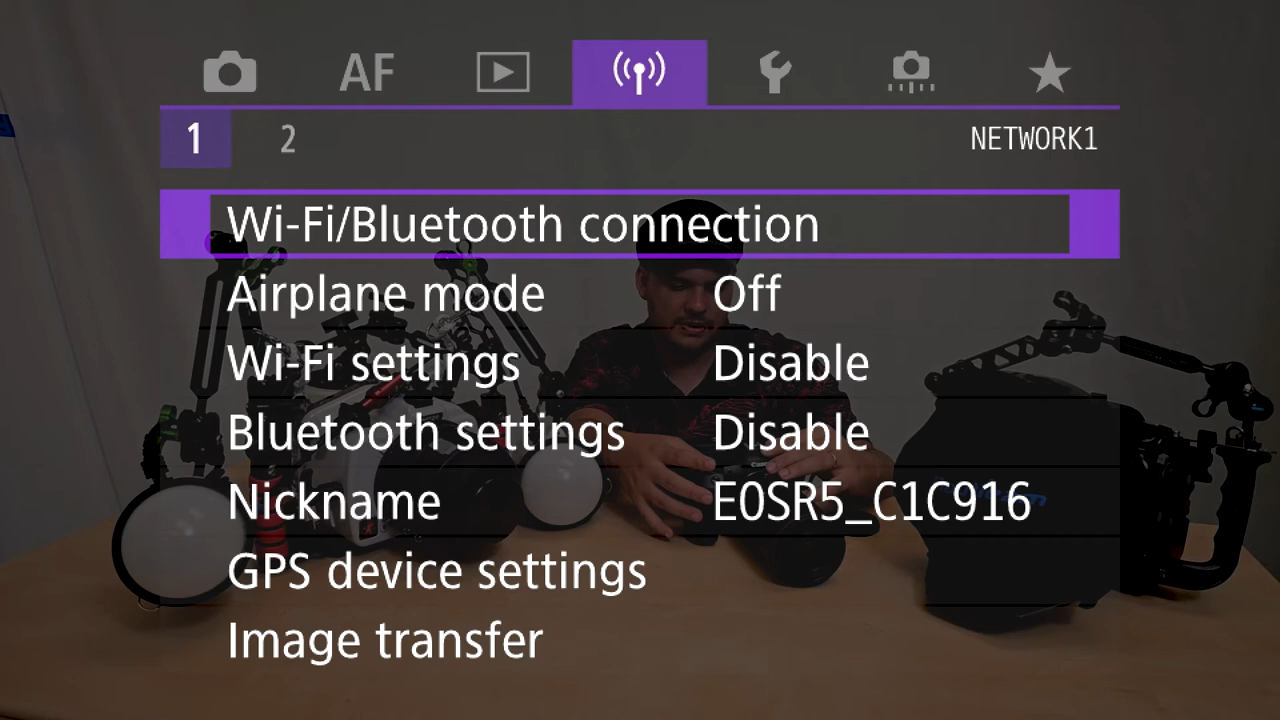 AF
1 2 NETWORK1
Wi-Fi/Bluetooth connection
Airplane mode Off
Wi-Fi settings Disable
Bluetooth settings Disable
Nickname E0SR5_C1C916
GPS device settings
Image transfer